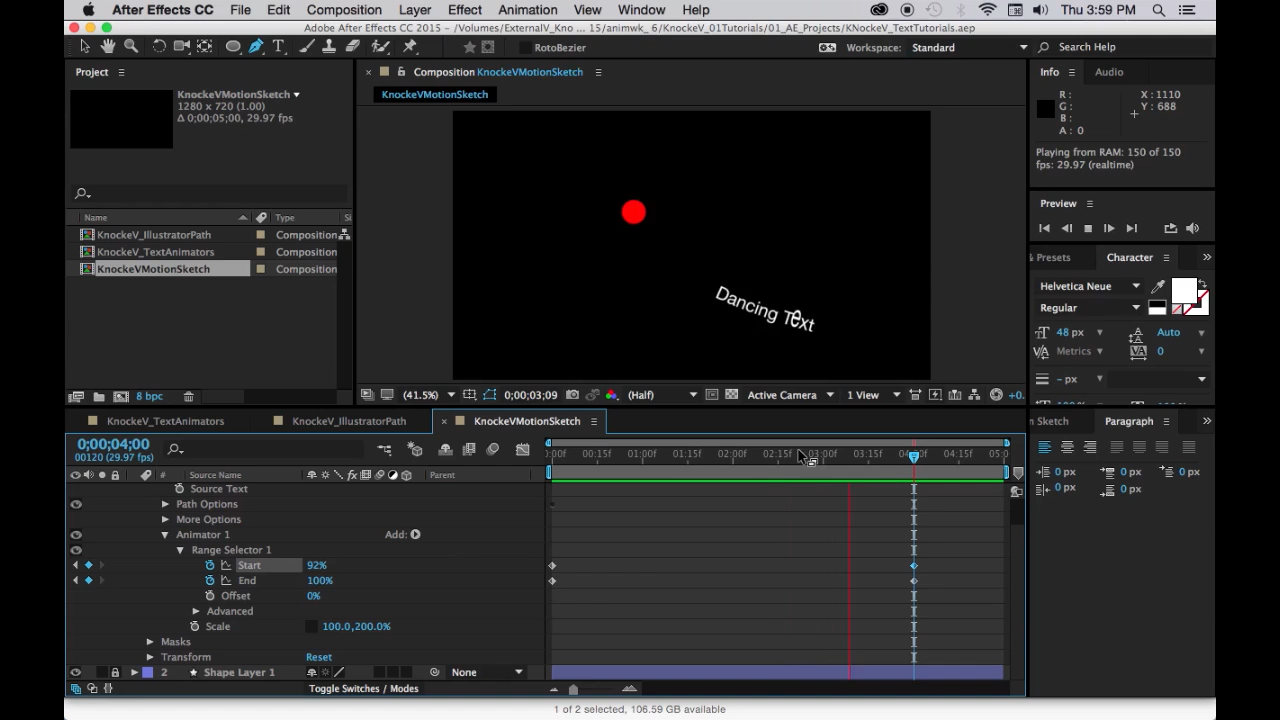 After Effects CC File Edit Composition Layer Effect Animation View Window Help Thu 3:59 PM
Adobe After Effects CC 2015 - /Volumes/ExternalV_Kno ... 15/animwk_ 6/KnockeV_01Tutorials/01_AE_Projects/KNockeV_TextTutorials.aep
RotoBezier Workspace: Standard Search Help
Project
KnockeVMotionSketch
1280 x 720 (1.00)
Δ 0;00;05;00, 29.97 fps
Name Type
KnockeV_IllustratorPath Composition
KnockeV_TextAnimators Composition
KnockeVMotionSketch Composition
8 bpc
Composition KnockeVMotionSketch
KnockeVMotionSketch
Dancing Text
(41.5%) 0;00;03;09 (Half) Active Camera 1 View +0.
Info Audio
R: X: 1110
G: Y: 688
B:
A: 0
Playing from RAM: 150 of 150
fps: 29.97 (realtime)
Preview
& Presets Character
Helvetica Neue
Regular
48 px Auto
Metrics 0
- px
Sketch Paragraph
0 px 0 px 0 px
0 px 0 px
KnockeV_TextAnimators KnockeV_IllustratorPath KnockeVMotionSketch
0;00;04;00
00120 (29.97 fps)
:00f 00:15f 01:00f 01:15f 02:00f 02:15f 03:00f 03:15f 04:00f 04:15f 05:0
# Source Name Parent
Source Text
Path Options
More Options
Animator 1 Add:
Range Selector 1
Start 92%
End 100%
Offset 0%
Advanced
Scale 100.0,200.0%
Masks
Transform Reset
2 Shape Layer 1 None
Toggle Switches / Modes
1 of 2 selected, 106.59 GB available